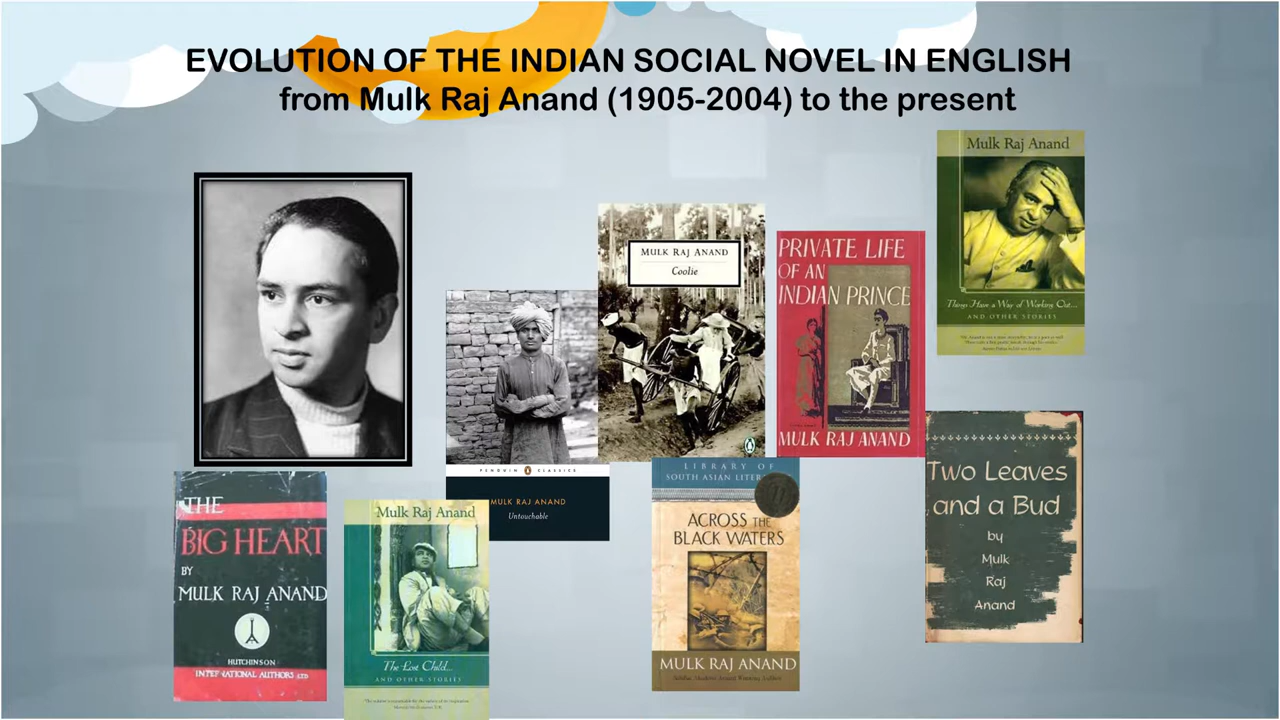 EVOLUTION OF THE INDIAN SOCIAL NOVEL IN ENGLISH
from Mulk Raj Anand (1905-2004) to the present
Mulk Raj Anand
Things Have a Way of Working Out...
AND OTHER STORIES
MULK RAJ ANAND
Coolie
PRIVATE LIFE
OF AN
INDIAN PRINCE
MULK RAJ ANAND
PENGUIN CLASSICS
MULK RAJ ANAND
Untouchable
THE
BIG HEART
BY
MULK RAJ ANAND
HUTCHINSON
INTERNATIONAL AUTHORS LTD
Mulk Raj Anand
The Lost Child...
AND OTHER STORIES
LIBRARY OF
SOUTH ASIAN
ACROSS THE
BLACK WATERS
MULK RAJ ANAND
Two Leaves
and a Bud
by
Mulk
Raj
Anand